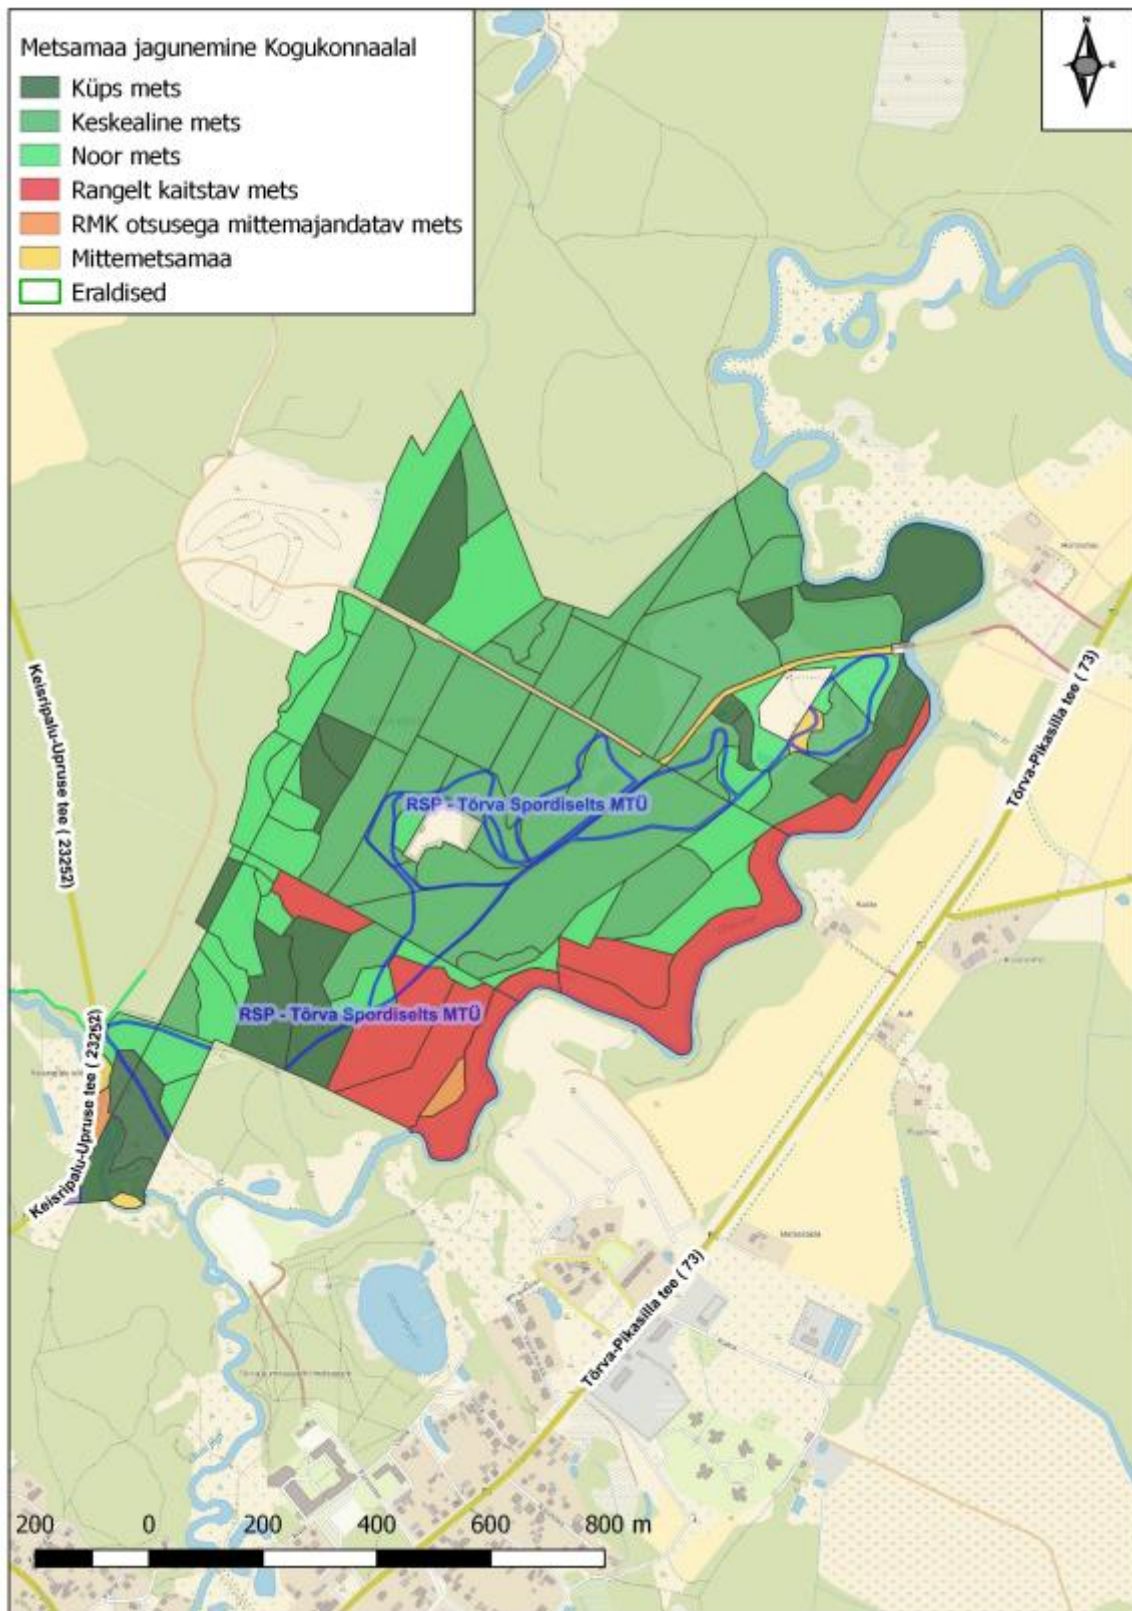 Metsamaa jagunemine Kogukonnaalal
Küps mets
Keskealine mets
Noor mets
Rangelt kaitstav mets
RMK otsusega mittemajandatav mets
Mittemetsamaa
Eraldised
N
Keisripalu-Upruse tee ( 23252)
Tõrva-Pikasilla tee ( 73)
RSP - Tõrva Spordiselts MTÜ
RSP - Tõrva Spordiselts MTÜ
Keisripalu-Upruse tee ( 23252)
Tõrva-Pikasilla tee ( 73)
200 0 200 400 600 800 m